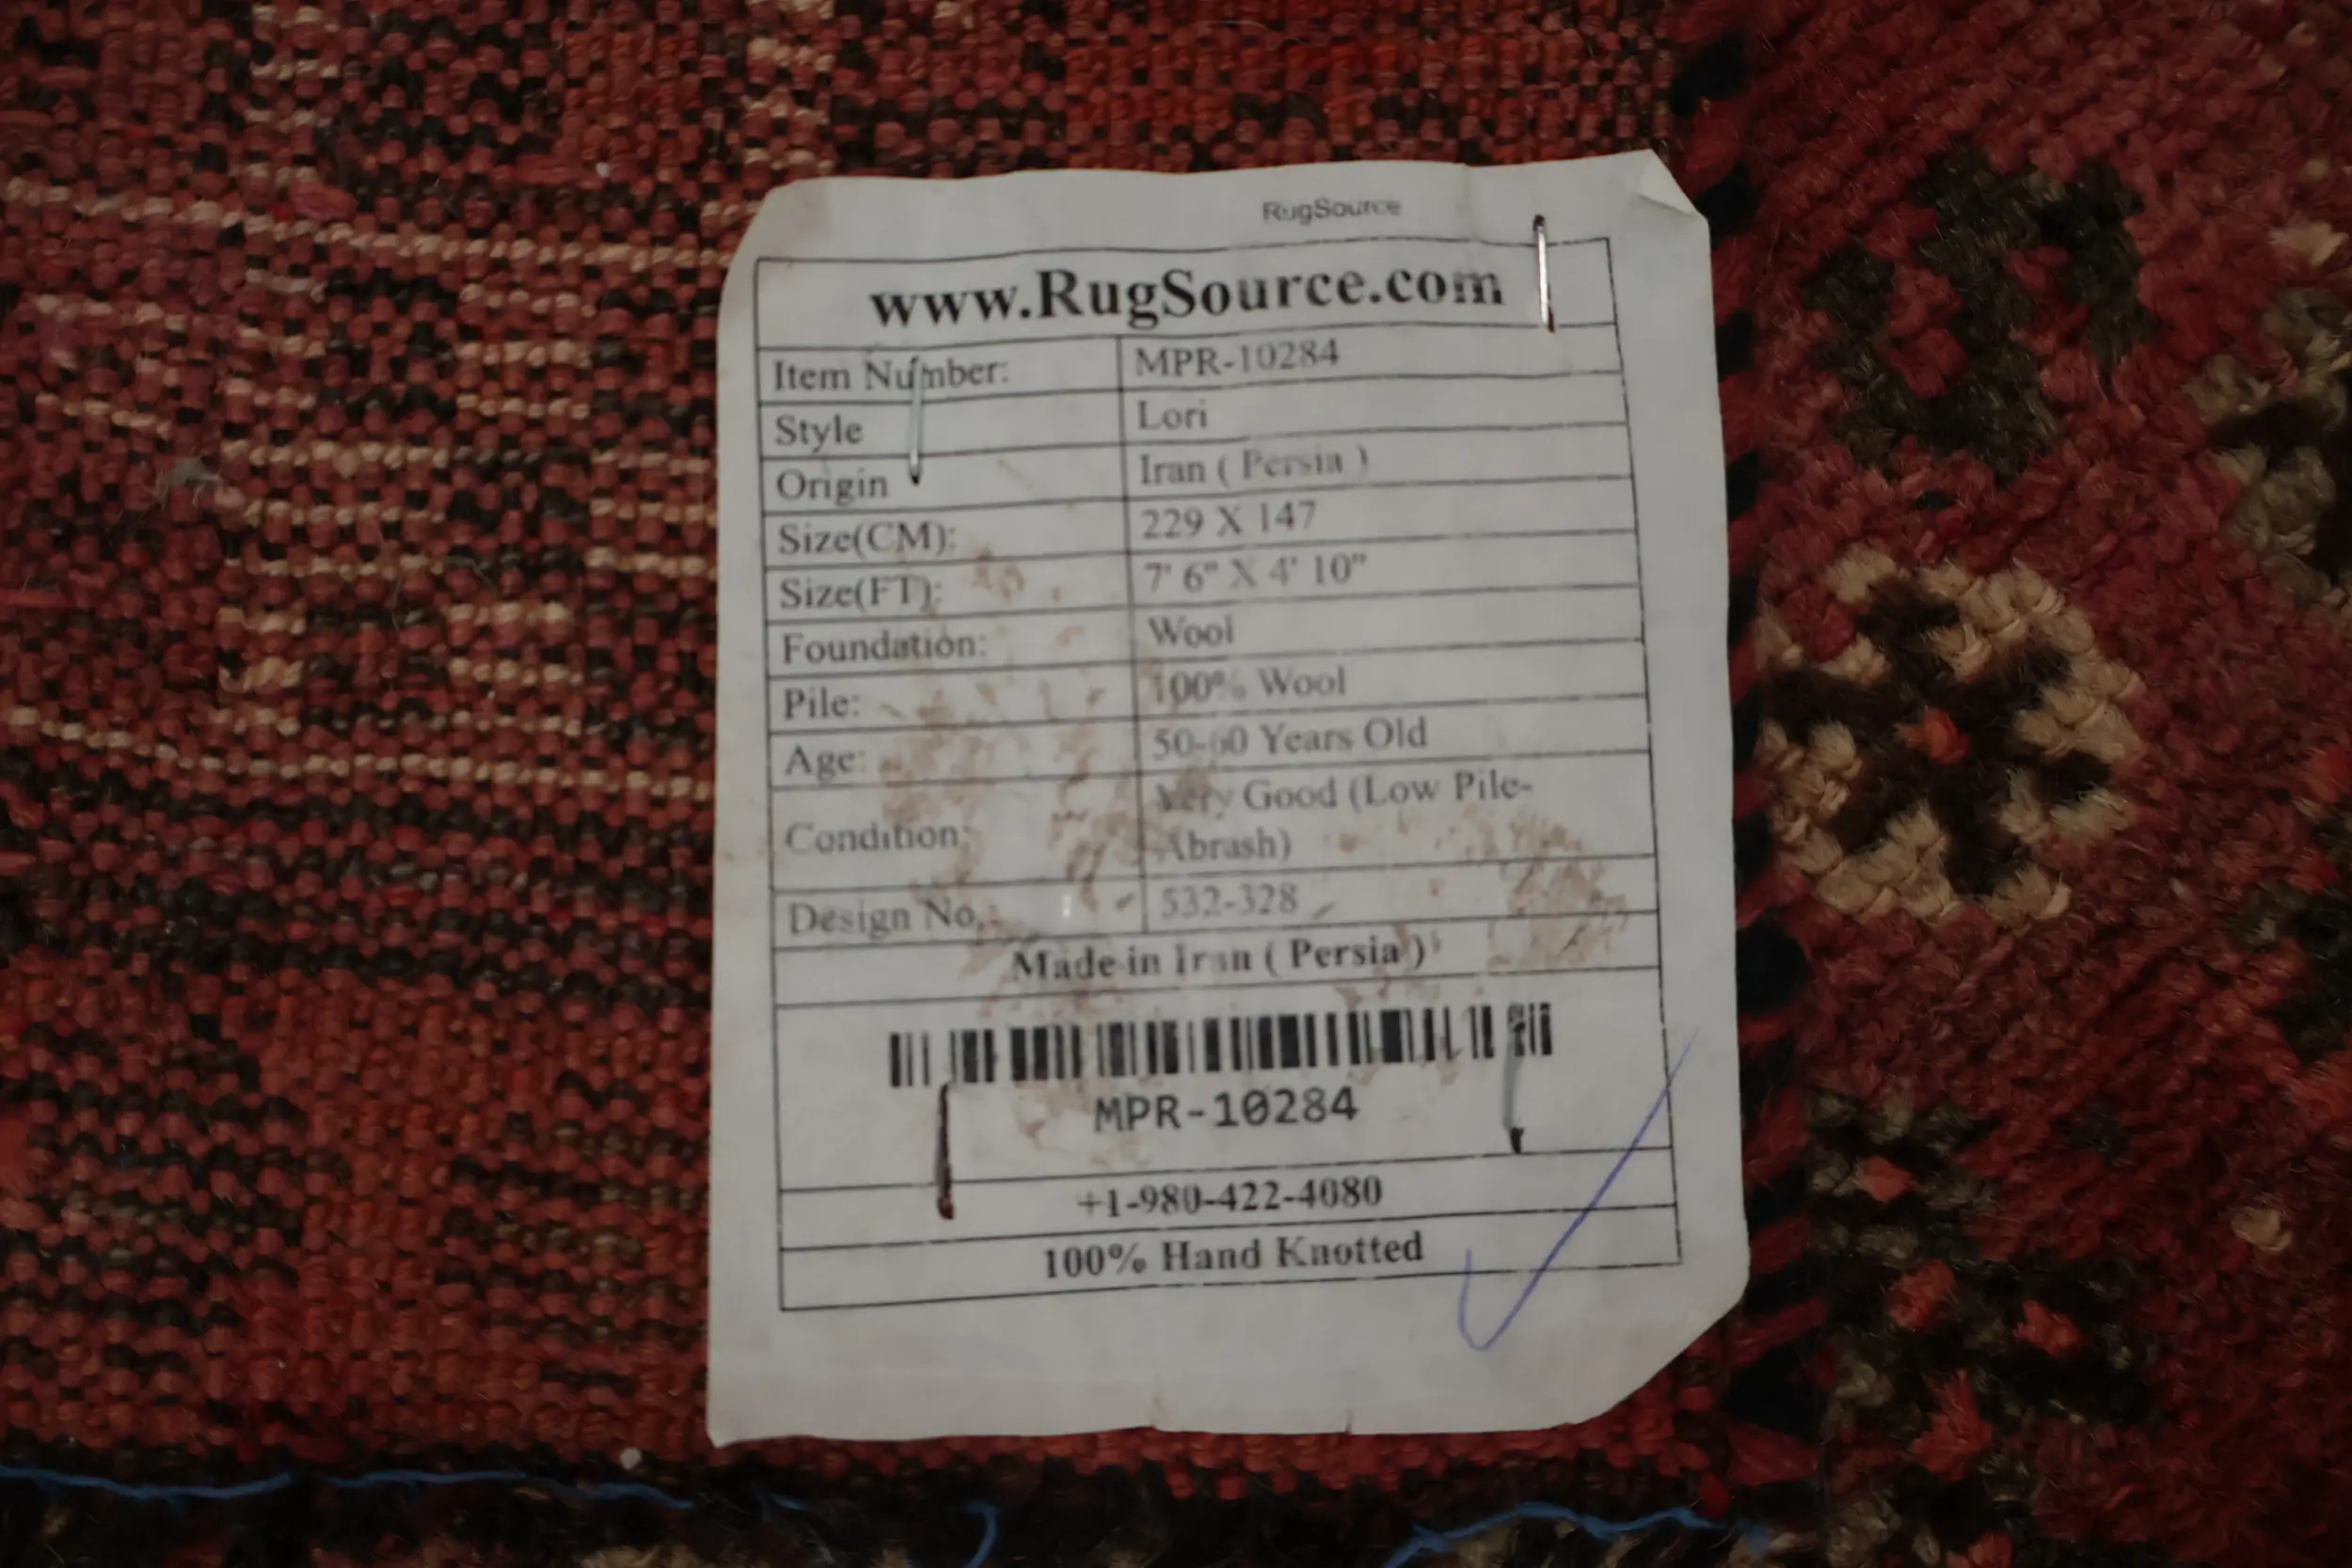 RugSource
www.RugSource.com
Item Number: MPR-10284
Style Lori
Origin Iran ( Persia )
Size(CM): 229 X 147
Size(FT): 7' 6" X 4' 10"
Foundation: Wool
Pile: 100% Wool
Age: 50-60 Years Old
Condition: Very Good (Low Pile-
Abrash)
Design No.: 532-328
Made in Iran ( Persia )
MPR-10284
+1-980-422-4080
100% Hand Knotted